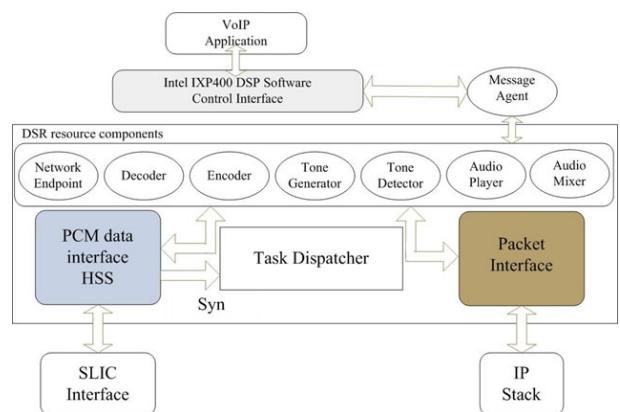 VoIP
Application
Intel IXP400 DSP Software
Control Interface
Message
Agent
DSR resource components
Network
Endpoint
Decoder
Encoder
Tone
Generator
Tone
Detector
Audio
Player
Audio
Mixer
PCM data
interface
HSS
Task Dispatcher
Packet
Interface
Syn
SLIC
Interface
IP
Stack